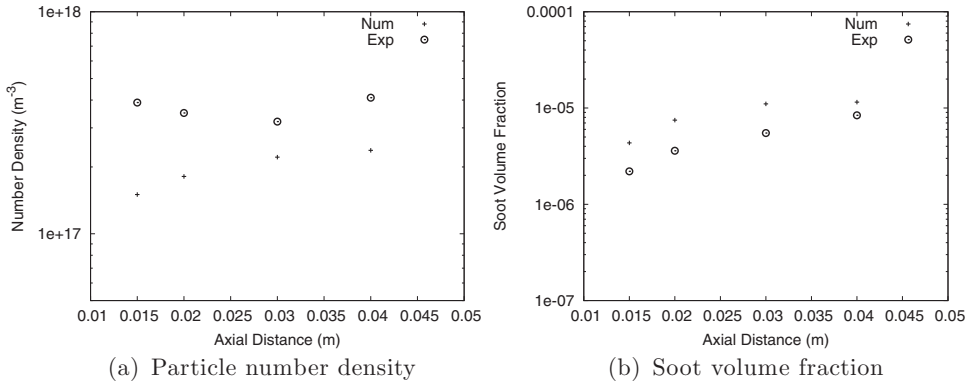 1e+18
1e+17
Number Density (m-3)
0.01 0.015 0.02 0.025 0.03 0.035 0.04 0.045 0.05
Axial Distance (m)
Num
Exp
(a) Particle number density
0.0001
1e-05
1e-06
1e-07
Soot Volume Fraction
0.01 0.015 0.02 0.025 0.03 0.035 0.04 0.045 0.05
Axial Distance (m)
Num
Exp
(b) Soot volume fraction